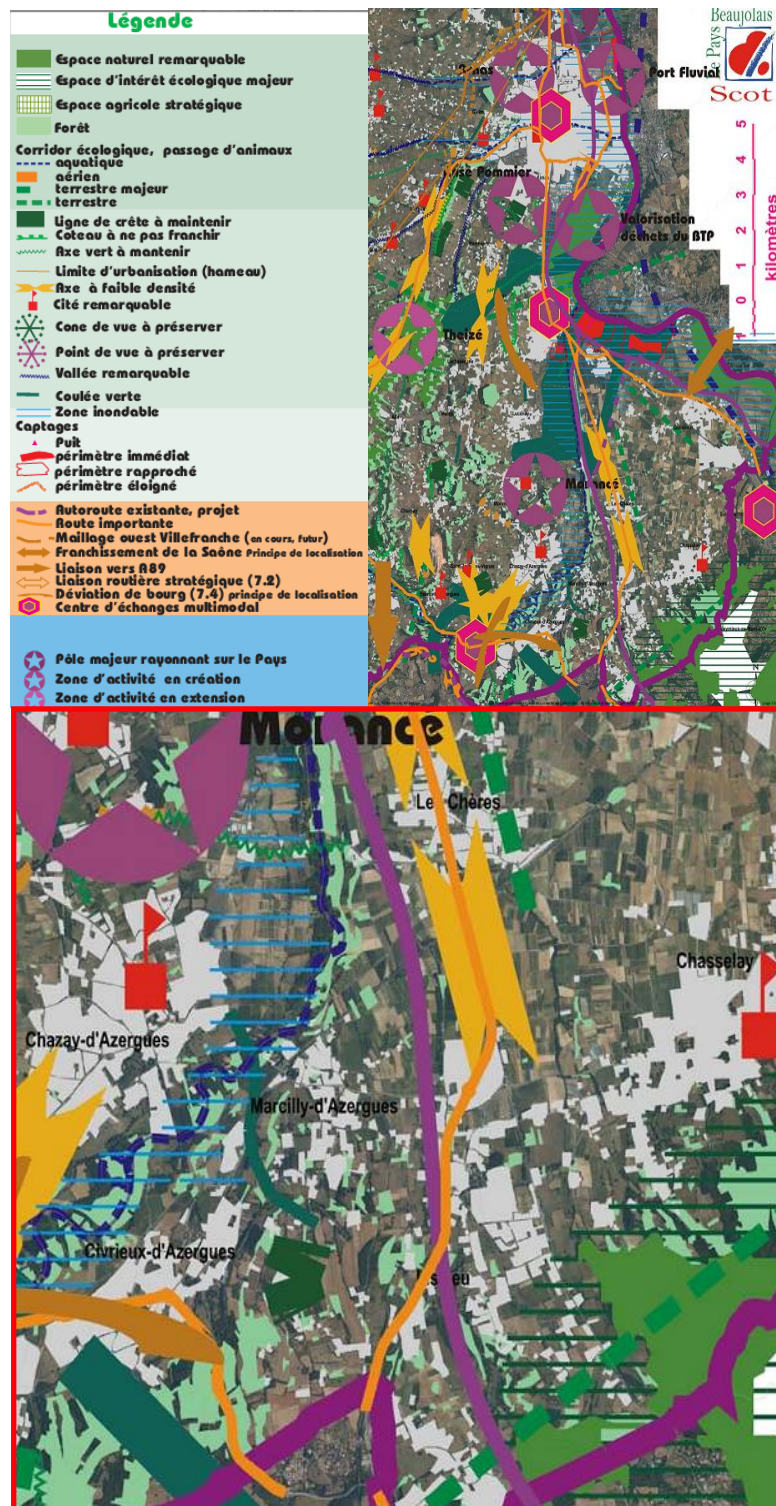 Légende
Espace naturel remarquable
Espace d'intérêt écologique majeur
Espace agricole stratégique
Forêt
Corridor écologique, passage d'animaux
aquatique
aérien
terrestre majeur
terrestre
Ligne de crête à maintenir
Coteau à ne pas franchir
Axe vert à maintenir
Limite d'urbanisation (hameau)
Axe à faible densité
Cité remarquable
Cone de vue à préserver
Point de vue à préserver
Vallée remarquable
Coulée verte
Zone inondable
Captages
Puit
périmètre immédiat
périmètre rapproché
périmètre éloigné
Autoroute existante, projet
Route importante
Maillage ouest Villefranche (en cours, futur)
Franchissement de la Saône Principe de localisation
Liaison vers A89
Liaison routière stratégique (7.2)
Déviation de bourg (7.4) principe de localisation
Centre d'échanges multimodal
Pôle majeur rayonnant sur le Pays
Zone d'activité en création
Zone d'activité en extension
Beaujolais
Le Pays
Scot
Port Fluvial
Pommier
Valorisation
déchets du BTP
Theizé
Morancé
5
4
3
2
1
0
1
kilomètres
Morancé
Les Chères
Chasselay
Chazay-d'Azergues
Marcilly-d'Azergues
Civrieux-d'Azergues